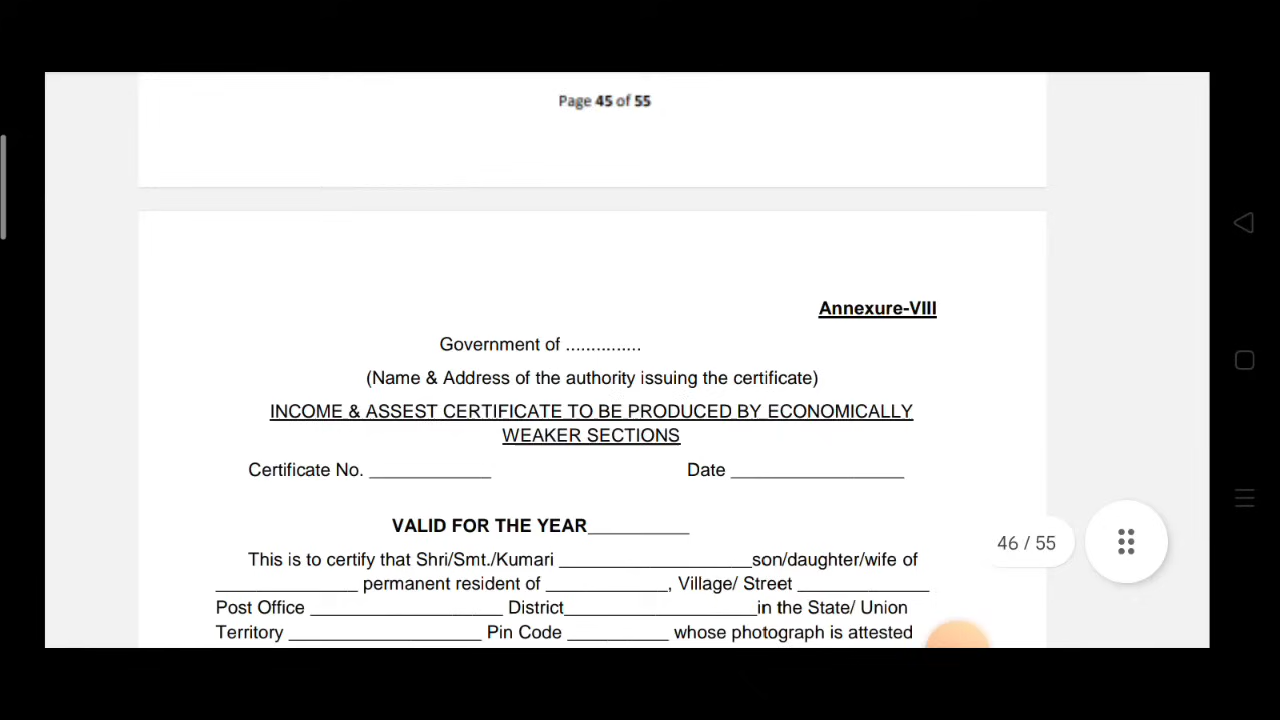 Page 45 of 55
Annexure-VIII
Government of ...............
(Name & Address of the authority issuing the certificate)
INCOME & ASSEST CERTIFICATE TO BE PRODUCED BY ECONOMICALLY
WEAKER SECTIONS
Certificate No. ____________ Date _________________
VALID FOR THE YEAR__________
This is to certify that Shri/Smt./Kumari ___________________son/daughter/wife of
______________ permanent resident of ____________, Village/ Street _____________
Post Office ___________________ District___________________in the State/ Union
Territory ___________________ Pin Code __________ whose photograph is attested
46 / 55